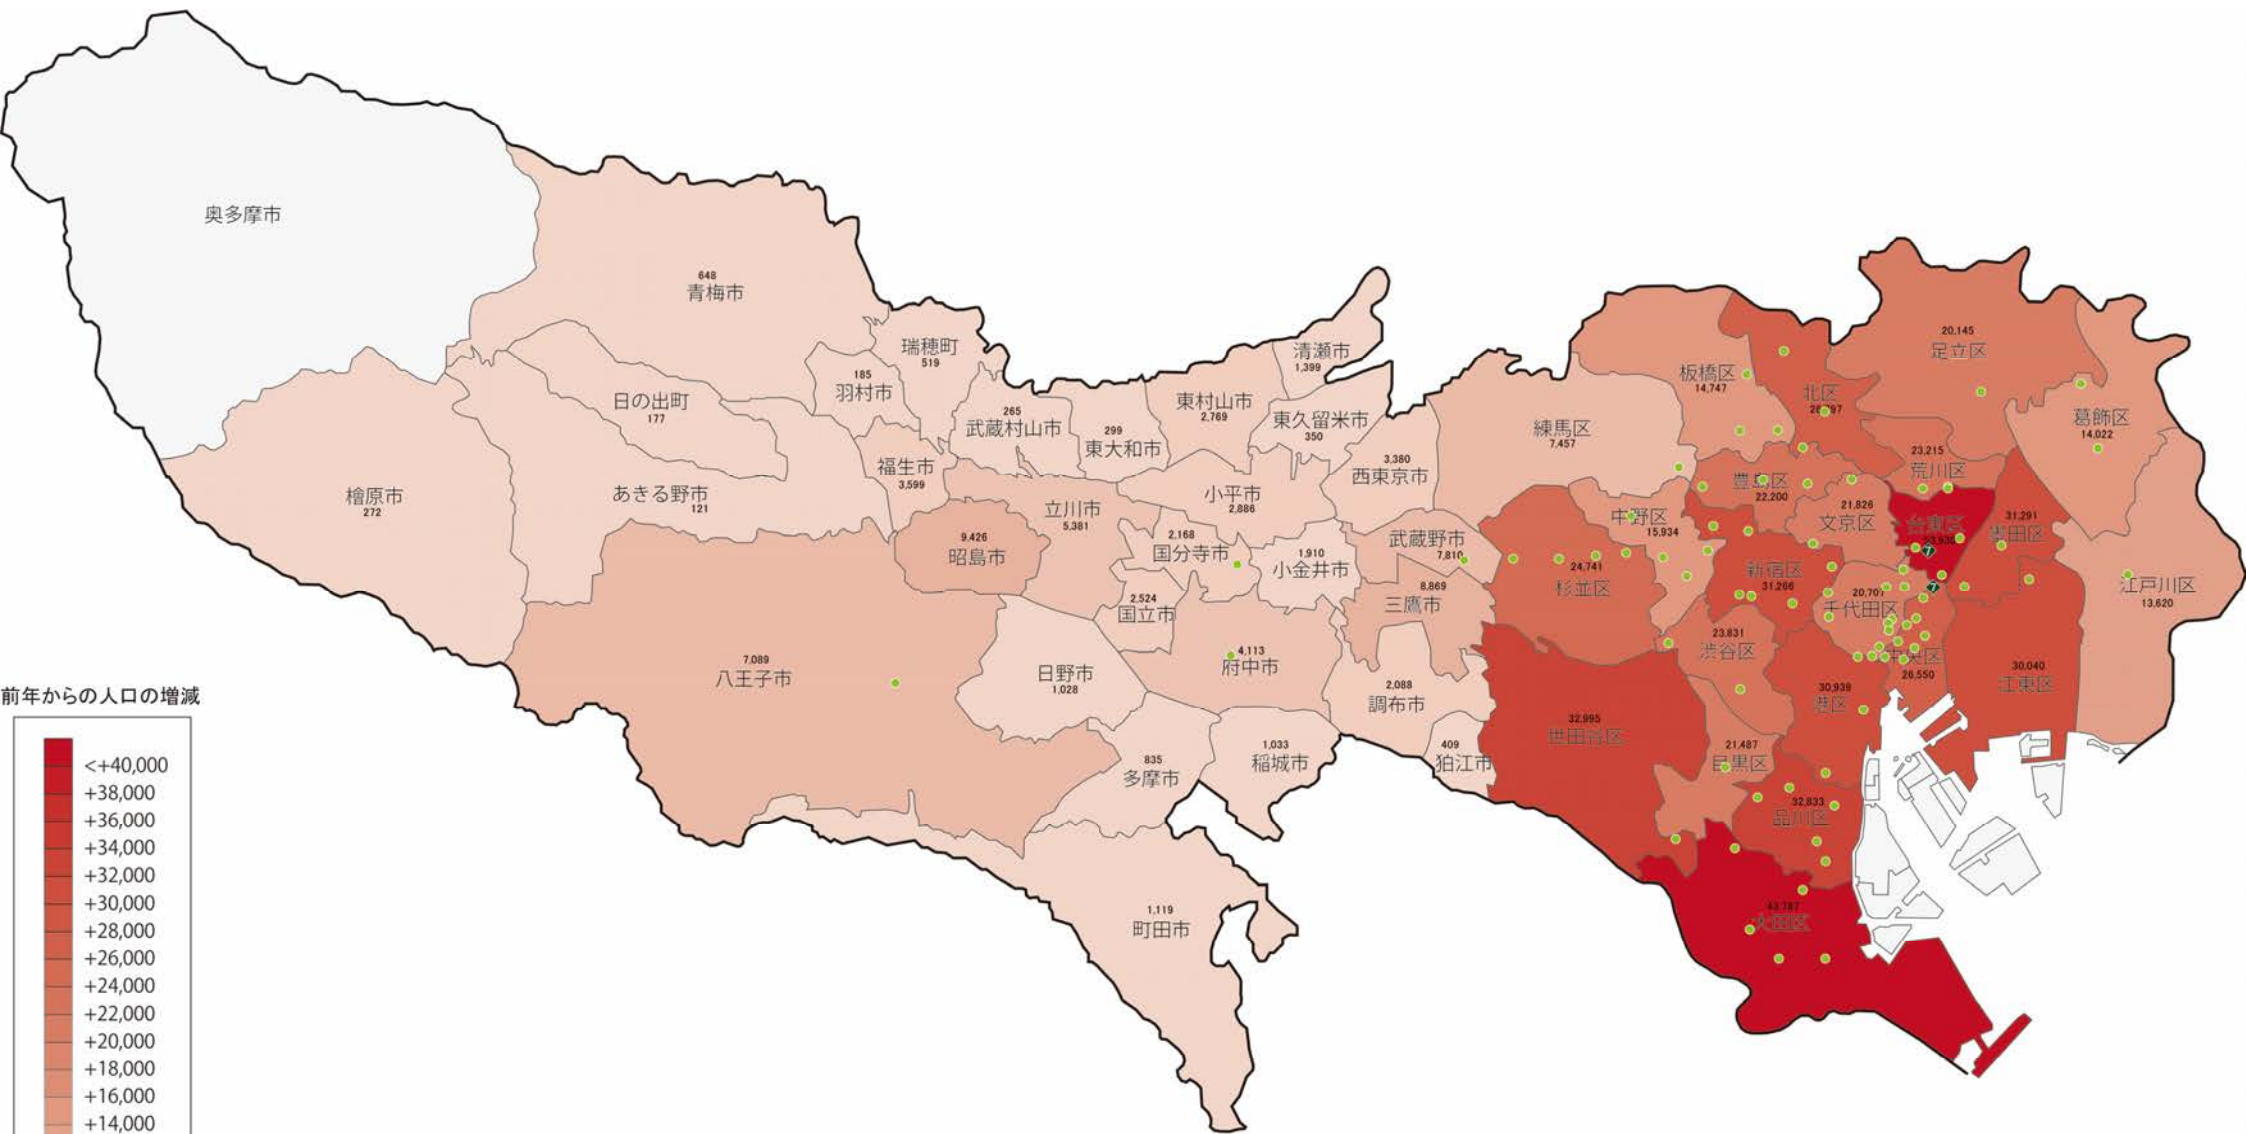 奥多摩市
648
青梅市
瑞穂町
519
185
羽村市
日の出町
177
265
武蔵村山市
299
東大和市
東村山市
2,769
清瀬市
1,399
東久留米市
350
3,380
西東京市
練馬区
7,457
板橋区
14,747
北区
20,145
足立区
葛飾区
14,022
檜原市
272
あきる野市
121
福生市
3,599
9,426
昭島市
立川市
5,381
小平市
2,886
2,168
国分寺市
1,910
小金井市
2,524
国立市
武蔵野市
7,810
8,869
三鷹市
24,741
杉並区
中野区
15,934
豊島区
22,200
21,826
文京区
23,215
荒川区
台東区
31,291
墨田区
江戸川区
13,620
新宿区
31,266
20,707
千代田区
中央区
26,550
23,831
渋谷区
30,939
港区
30,040
江東区
7,089
八王子市
日野市
1,028
4,113
府中市
2,088
調布市
409
狛江市
32,995
世田谷区
21,487
目黒区
32,833
品川区
43,787
大田区
835
多摩市
1,033
稲城市
1,119
町田市
前年からの人口の増減
<+40,000
+38,000
+36,000
+34,000
+32,000
+30,000
+28,000
+26,000
+24,000
+22,000
+20,000
+18,000
+16,000
+14,000